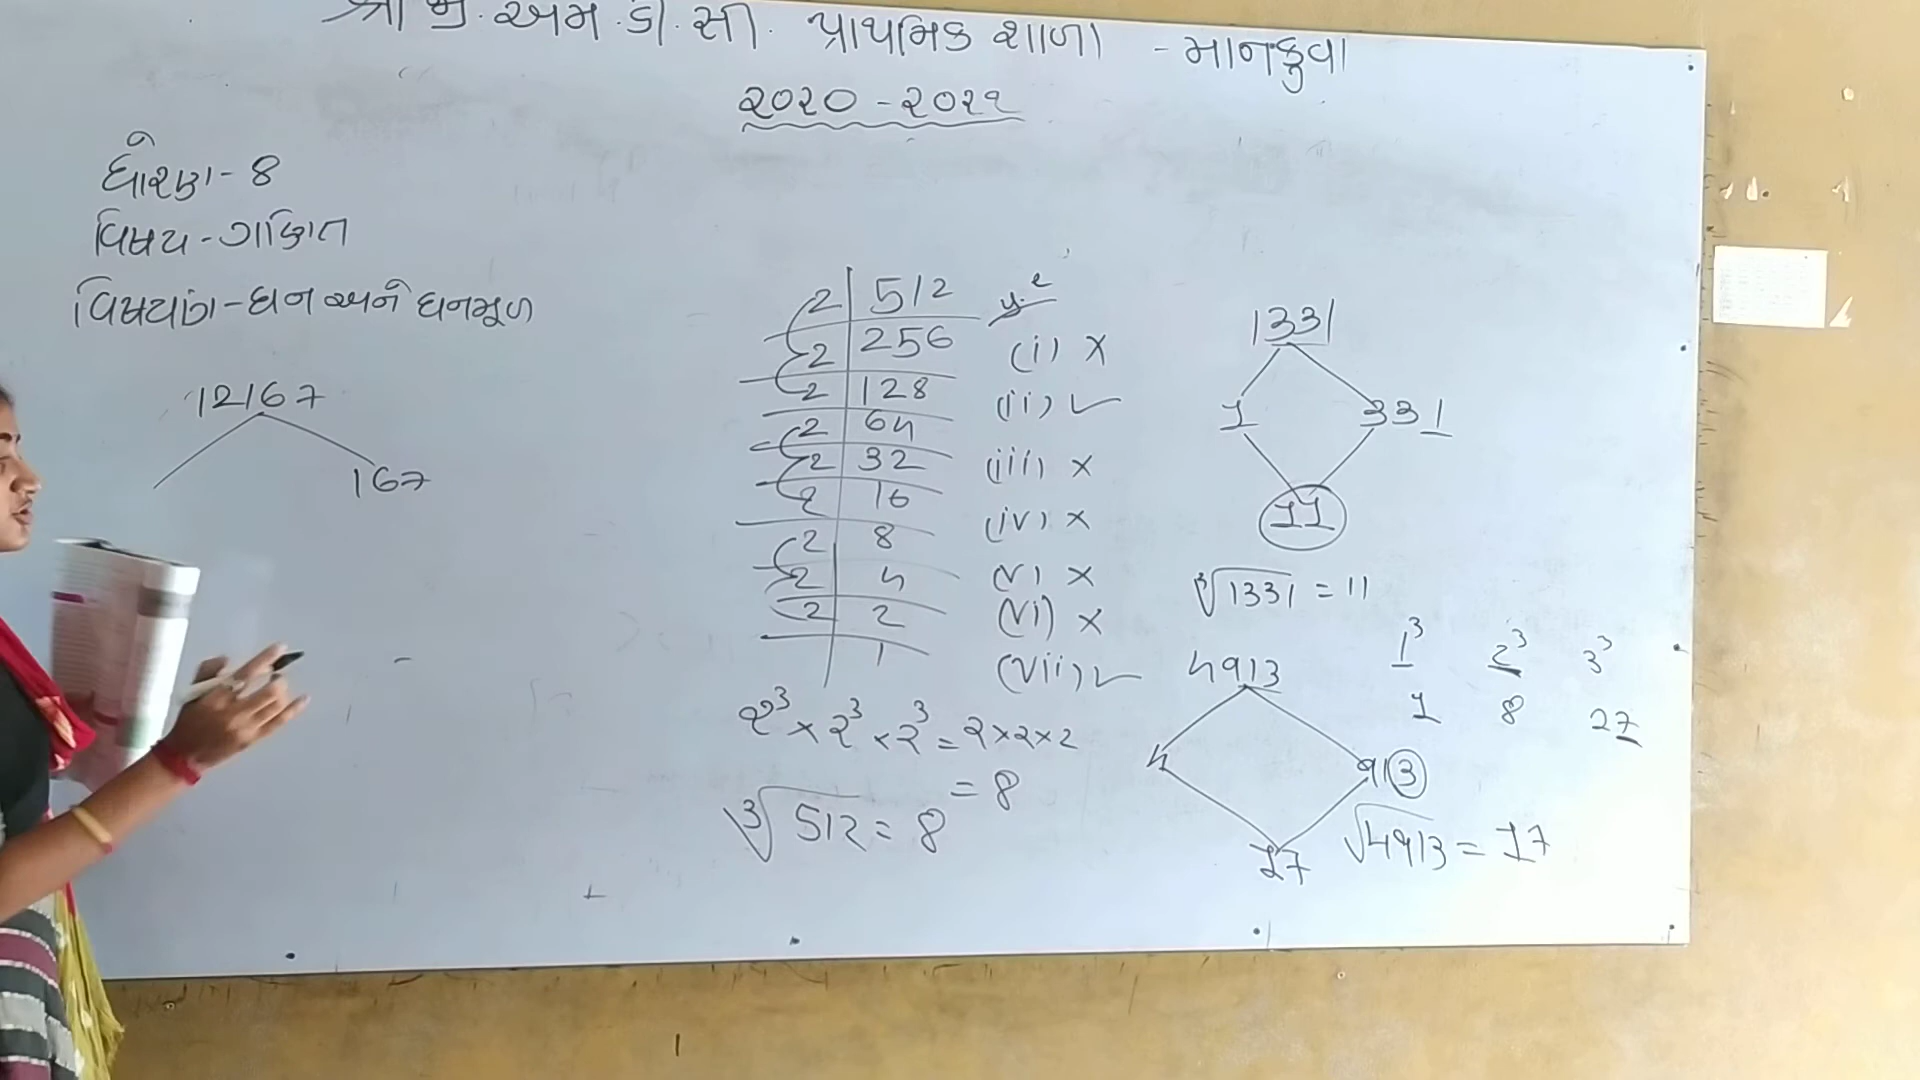 શ્રી મુ. અમ. ડી. સી. પ્રાથમિક શાળા - માનકુવા
૨૦૨૦ - ૨૦૨૧
ધોરણ - 8
વિષય - ગણિત
વિષયાંગ - ઘન અને ઘનમૂળ
12167
167
2 | 512
2 | 256
2 | 128
2 | 64
2 | 32
2 | 16
2 | 8
2 | 4
2 | 2
1
(i) ×
(ii) ✓
(iii) ×
(iv) ×
(v) ×
(vi) ×
(vii) ✓
2³ × 2³ × 2³ = 2 × 2 × 2
= 8
∛512 = 8
1331
1 331
11
∛1331 = 11
1³ 2³ 3³
1 8 27
4913
4 913
17
√4913 = 17